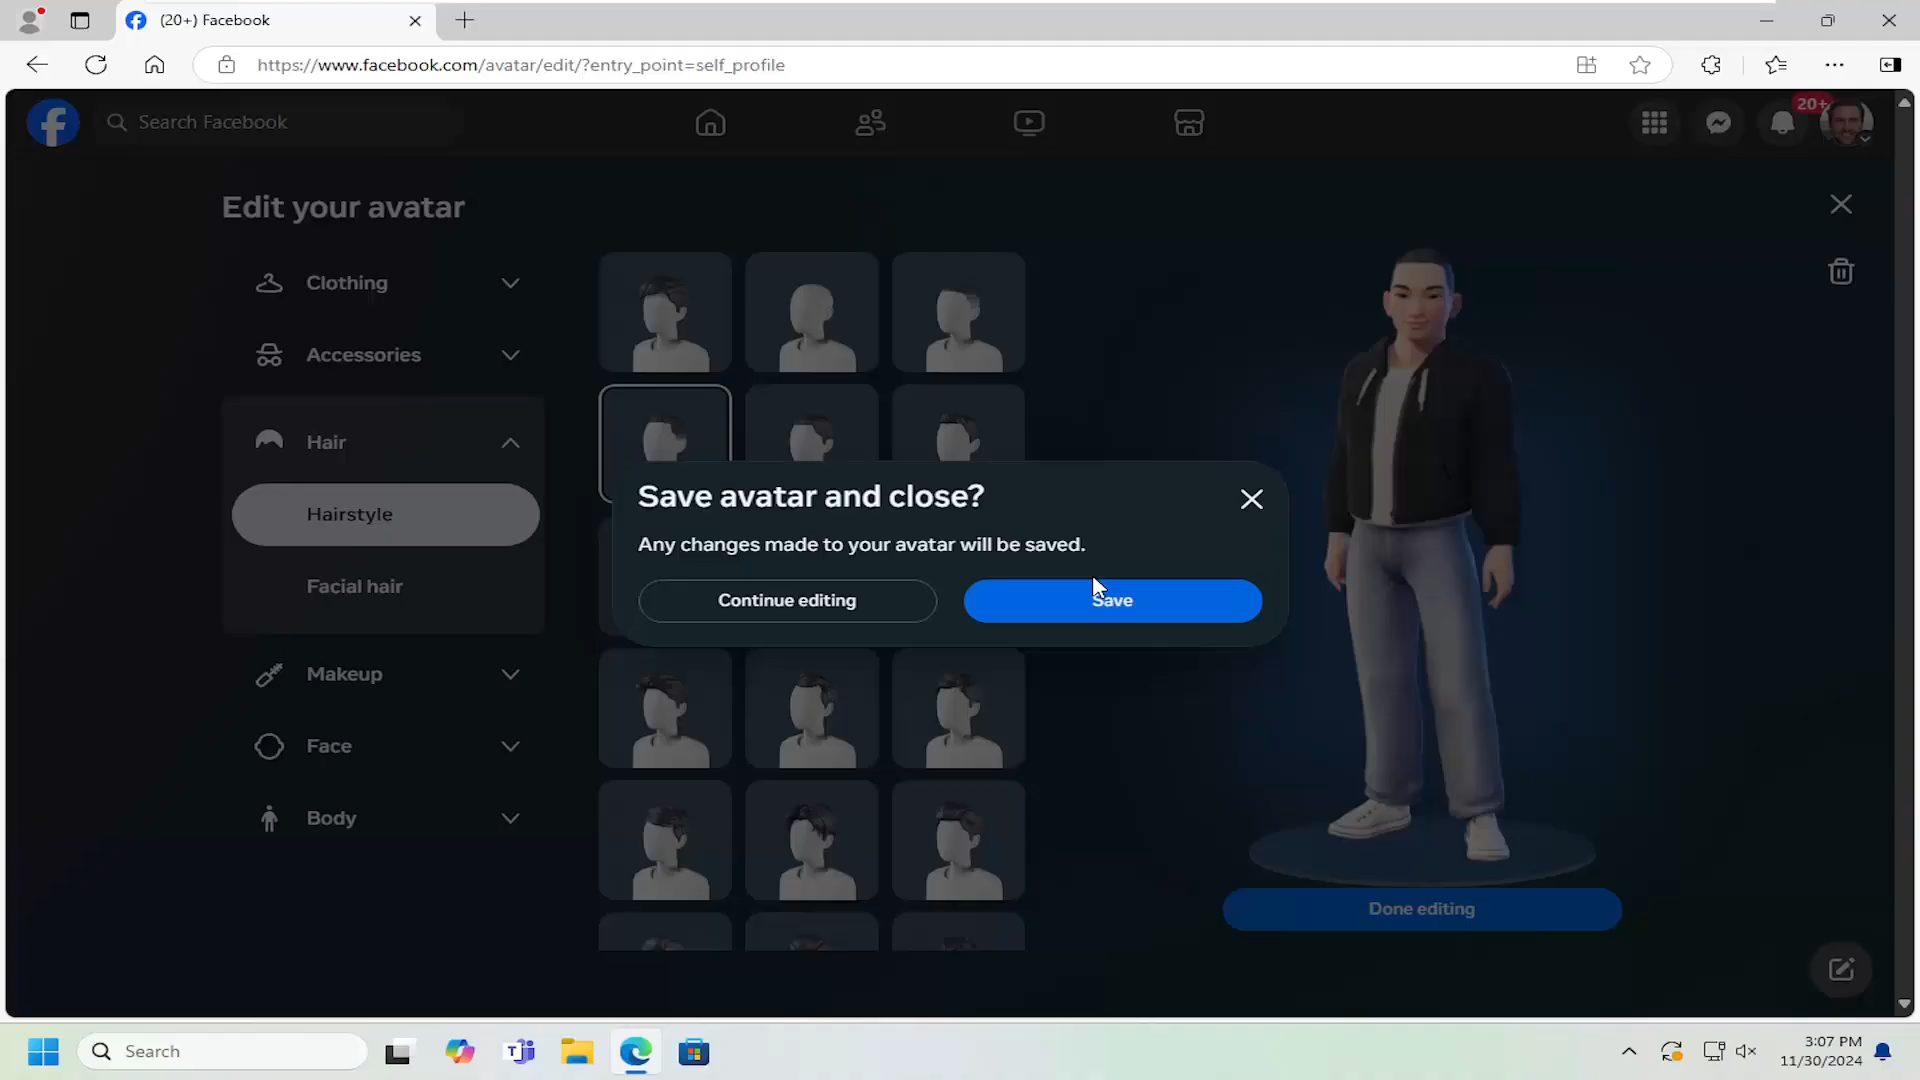 (20+) Facebook
https://www.facebook.com/avatar/edit/?entry_point=self_profile
Search Facebook
20+
Edit your avatar
Clothing
Accessories
Hair
Hairstyle
Facial hair
Makeup
Face
Body
Save avatar and close?
Any changes made to your avatar will be saved.
Continue editing
Save
Done editing
Search
3:07 PM
11/30/2024